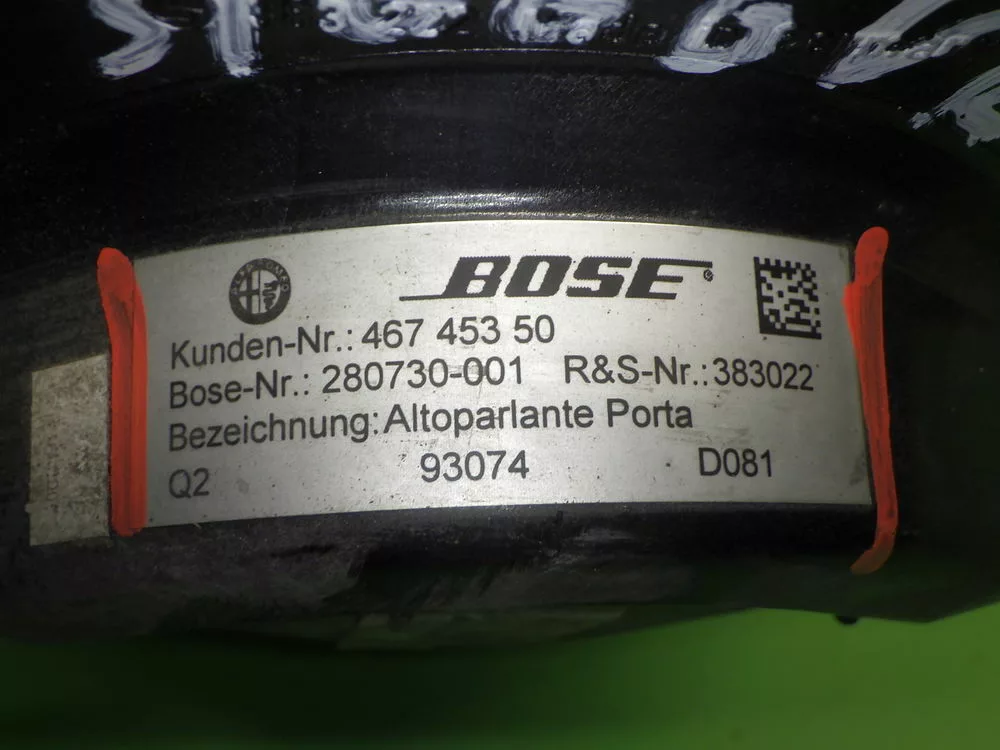 BOSE®
Kunden-Nr.: 467 453 50
Bose-Nr.: 280730-001 R&S-Nr.: 383022
Bezeichnung: Altoparlante Porta
Q2 93074 D081